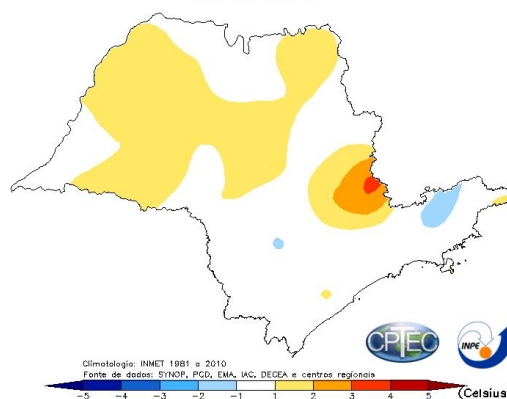 CPTEC
INPE
Climatologia: INMET 1981 a 2010
Fonte de dados: SYNOP, PCD, EMA, IAC, DECEA e centros regionais
-5 -4 -3 -2 -1 1 2 3 4 5 (Celsius